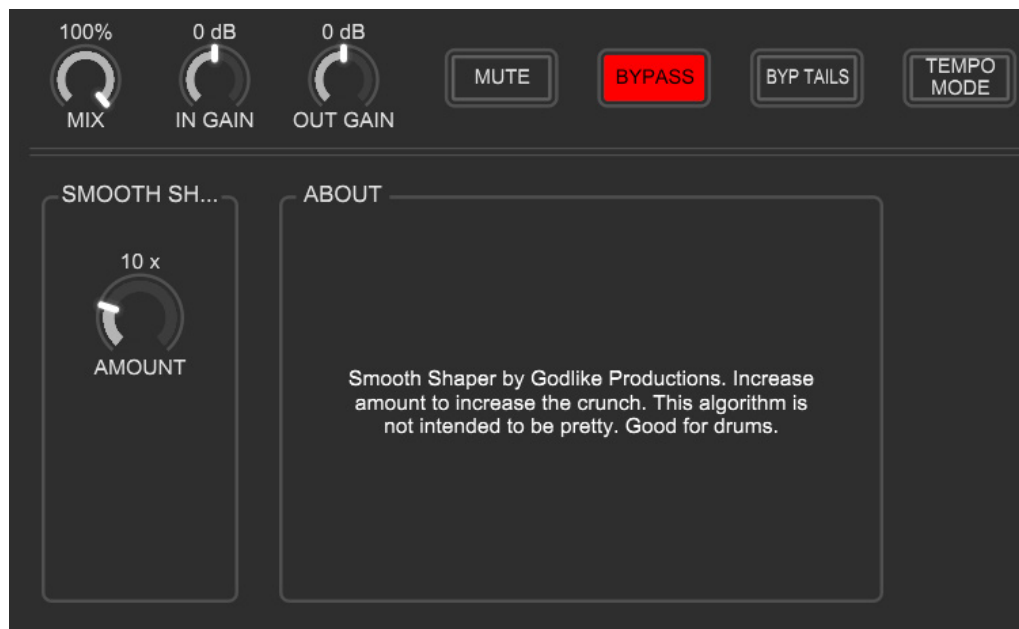 100%
0 dB
0 dB
MIX
IN GAIN
OUT GAIN
MUTE
BYPASS
BYP TAILS
TEMPO
MODE
SMOOTH SH...
10 x
AMOUNT
ABOUT
Smooth Shaper by Godlike Productions. Increase
amount to increase the crunch. This algorithm is
not intended to be pretty. Good for drums.